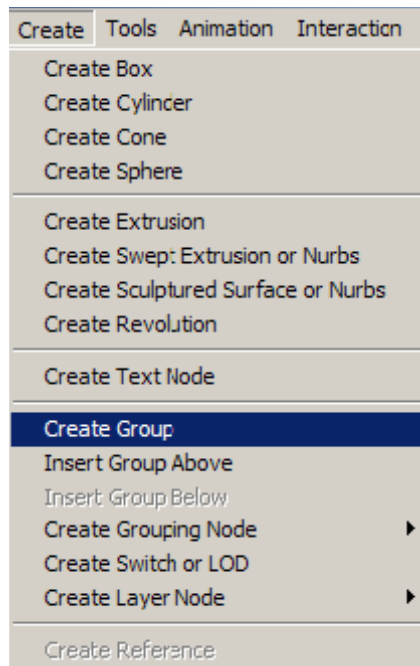 Create Tools Animation Interaction
Create Box
Create Cylinder
Create Cone
Create Sphere
Create Extrusion
Create Swept Extrusion or Nurbs
Create Sculptured Surface or Nurbs
Create Revolution
Create Text Node
Create Group
Insert Group Above
Insert Group Below
Create Grouping Node
Create Switch or LOD
Create Layer Node
Create Reference